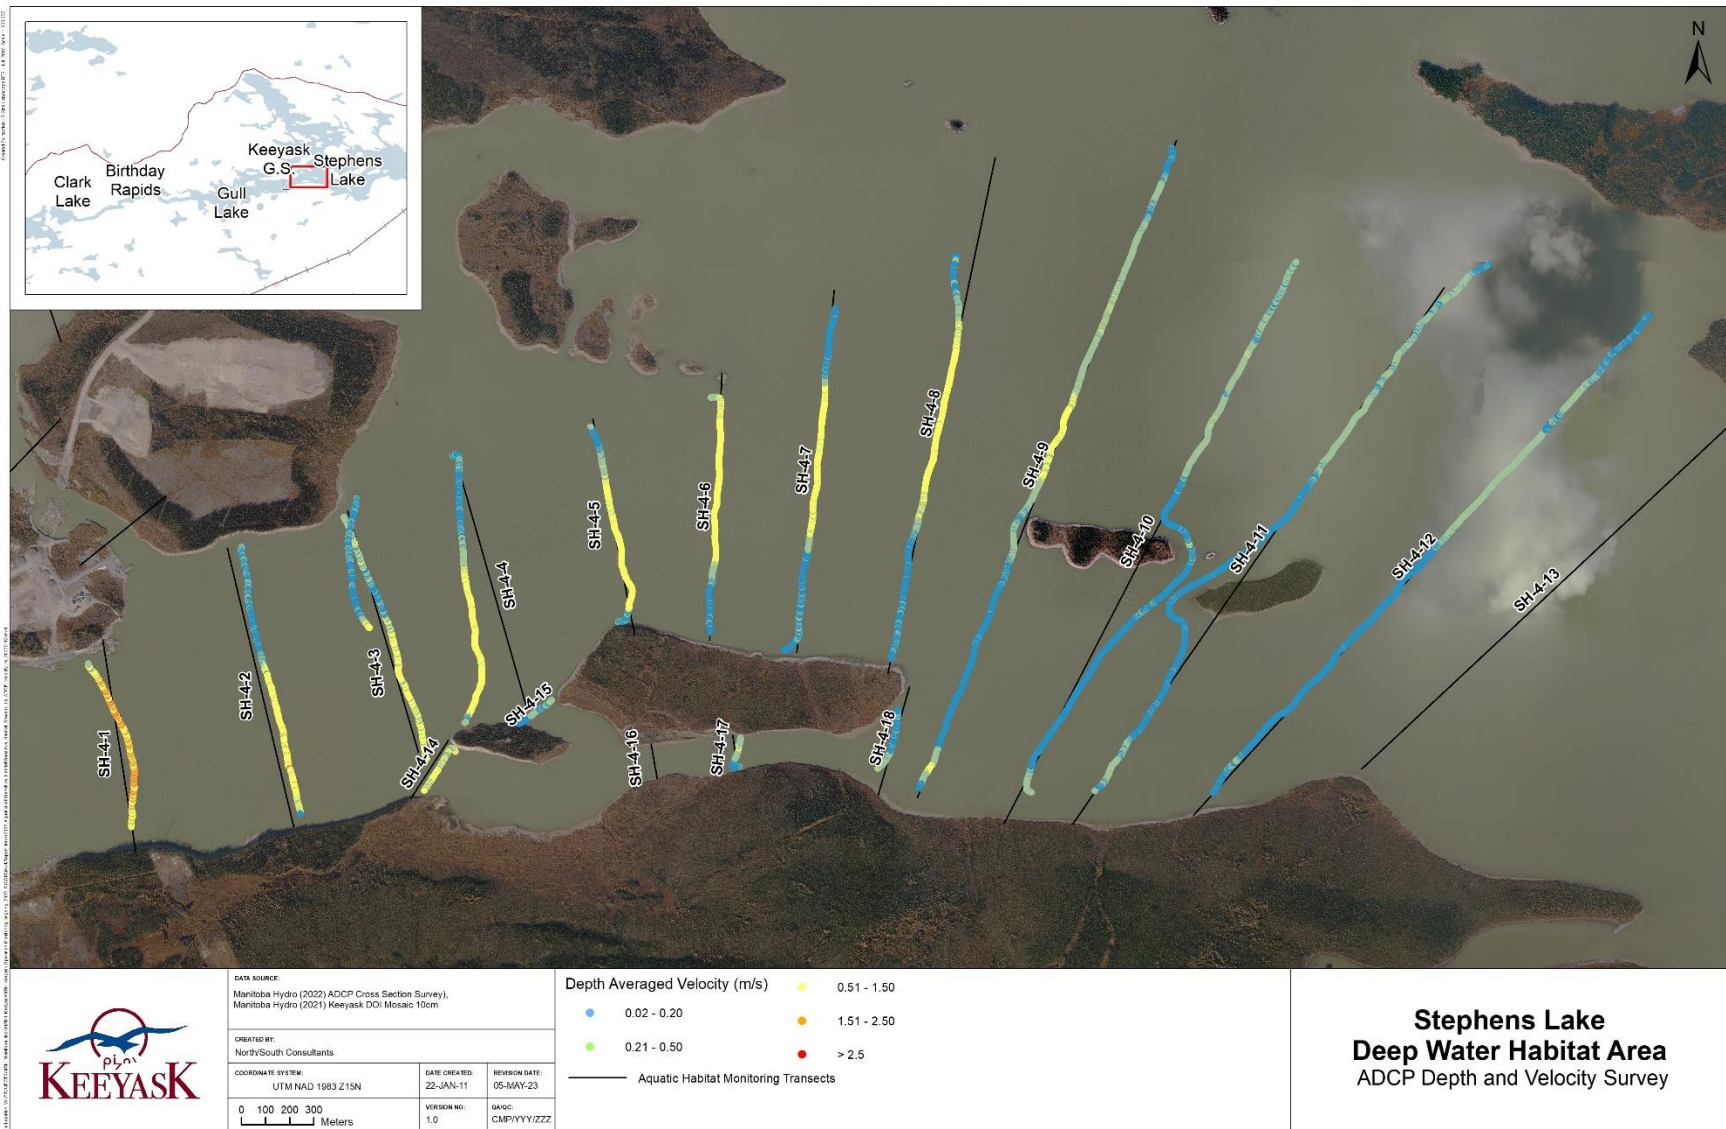 N
Keeyask
G.S.
Stephens
Lake
Birthday
Rapids
Clark
Lake
Gull
Lake
SH-4-1
SH-4-2
SH-4-3
SH-4-4
SH-4-5
SH-4-6
SH-4-7
SH-4-8
SH-4-9
SH-4-10
SH-4-11
SH-4-12
SH-4-13
SH-4-14
SH-4-15
SH-4-16
SH-4-17
SH-4-18
KEEYASK
DATA SOURCE:
Manitoba Hydro (2022) ADCP Cross Section Survey),
Manitoba Hydro (2021) Keeyask DOI Mosaic 10cm
CREATED BY:
North/South Consultants
COORDINATE SYSTEM:
UTM NAD 1983 Z15N
DATE CREATED:
22-JAN-11
REVISION DATE:
05-MAY-23
0 100 200 300
Meters
VERSION NO:
1.0
QA/QC:
CMP/YYY/ZZZ
Depth Averaged Velocity (m/s)
0.02 - 0.20
0.21 - 0.50
0.51 - 1.50
1.51 - 2.50
> 2.5
Aquatic Habitat Monitoring Transects
Stephens Lake
Deep Water Habitat Area
ADCP Depth and Velocity Survey